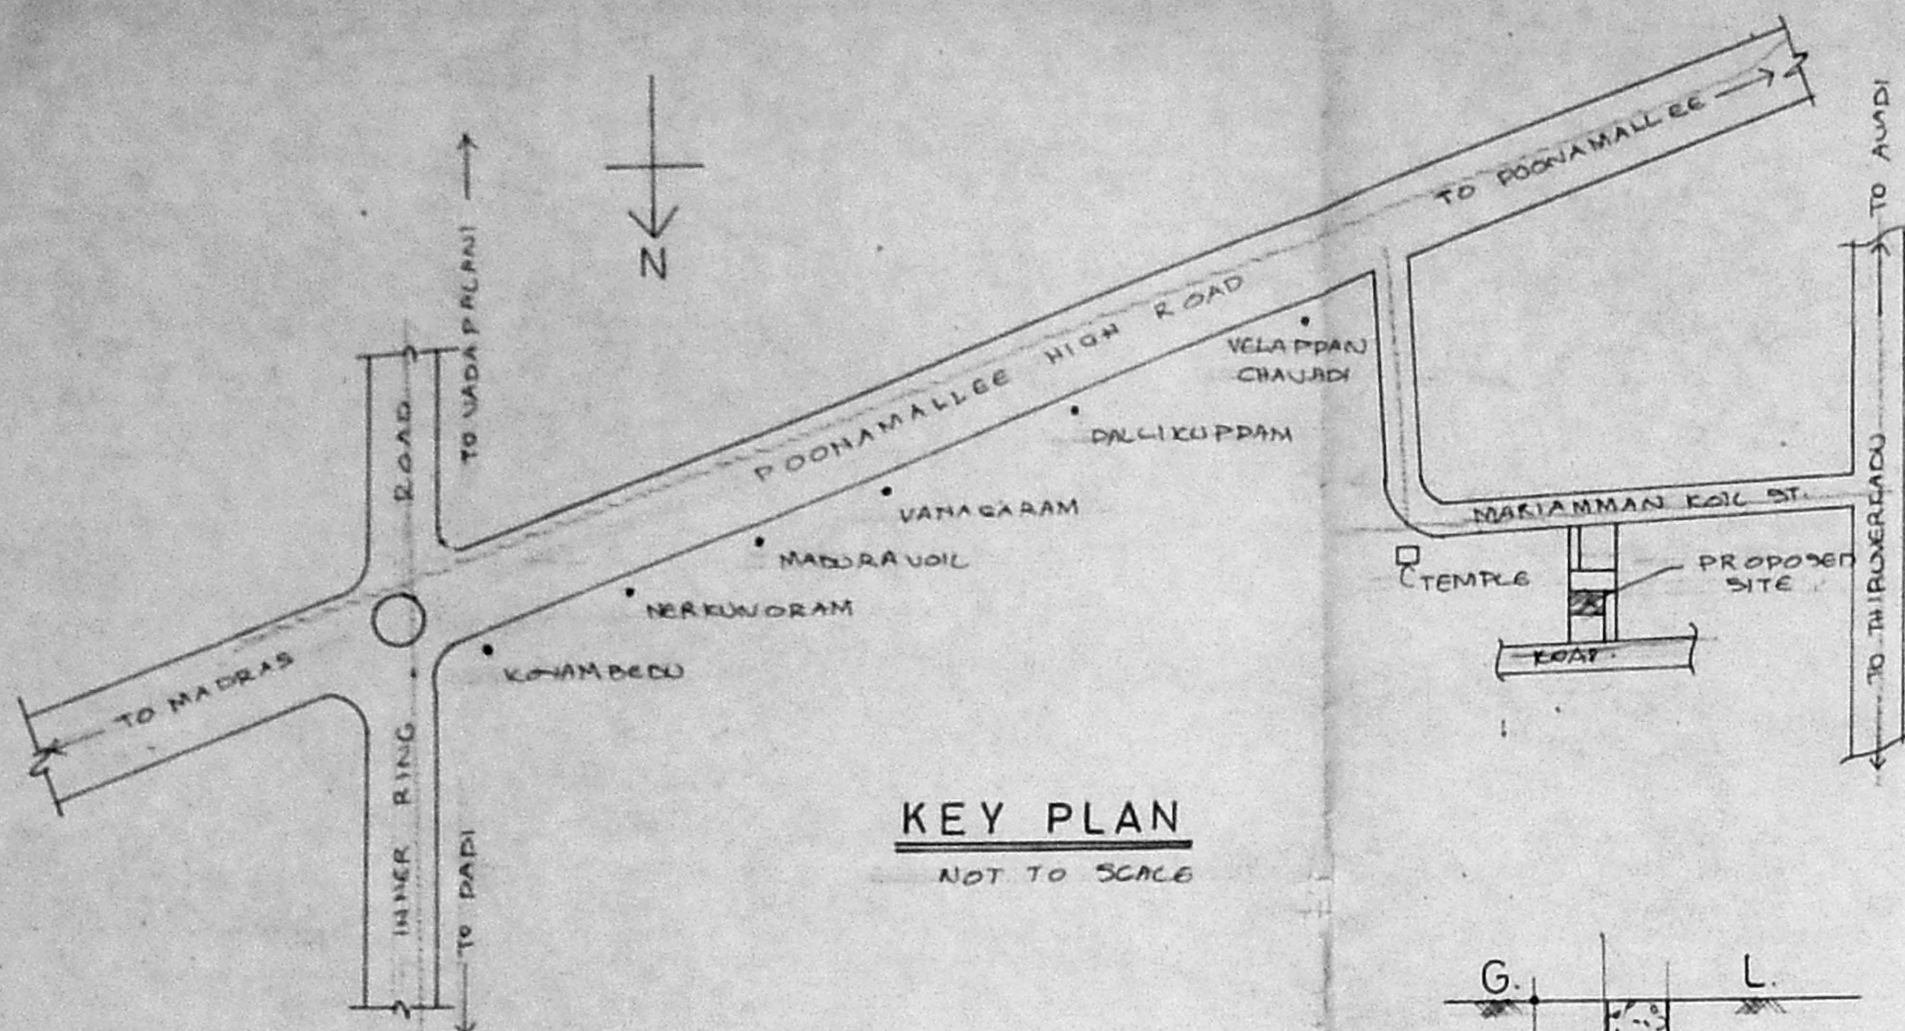 TO POONAMALLEE
TO AVADI
N
TO VADAPALANI
ROAD
POONAMALLEE HIGH ROAD
VELAPPAN
CHAVADI
PALLIKUPPAM
VANAGARAM
MADURAVOIL
NERKUNDRAM
KOYAMBEDU
TO MADRAS
INNER RING
TO PADI
MARIAMMAN KOIL ST.
TEMPLE
PROPOSED
SITE
ROAD.
TO THIRUVERKADU
KEY PLAN
NOT TO SCALE
G. L.